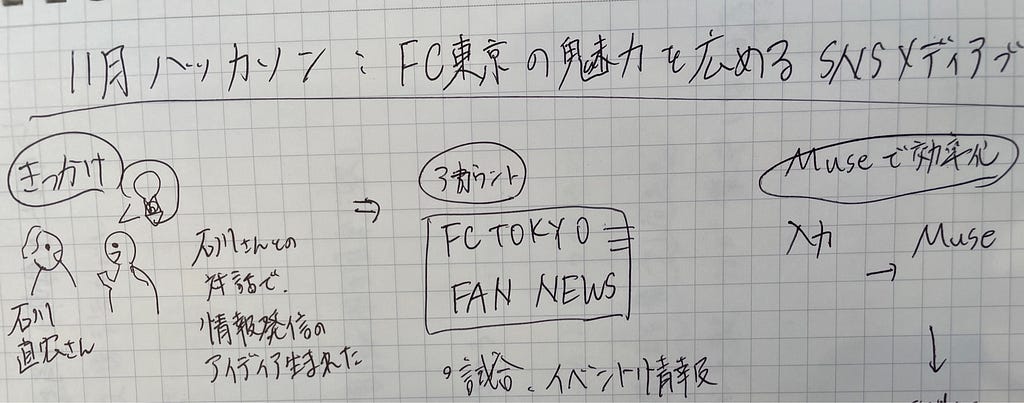 11月ハッカソン：FC東京の魅力を広めるSNSメディア
きっかけ
石川
直宏さん
石川さんとの
対話で、
情報発信の
アイディア生まれた
⇒
アカウント
FC TOKYO
FAN NEWS
・試合、イベント情報
Museで効率化
入力
→ Muse
↓